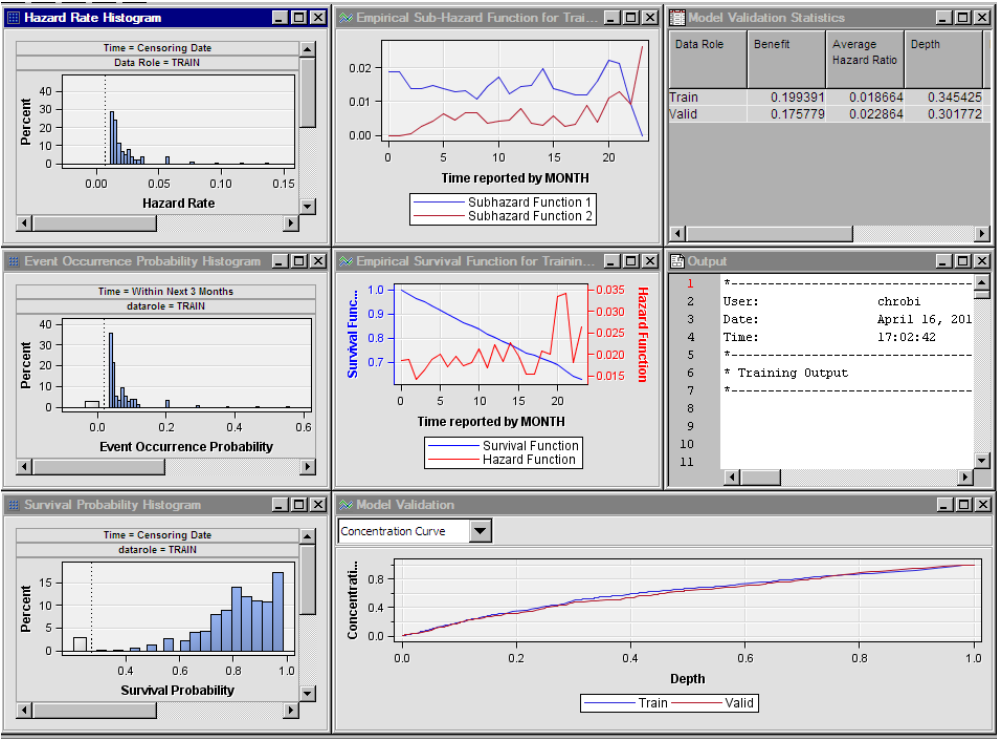 Hazard Rate Histogram
Time = Censoring Date
Data Role = TRAIN
Percent
40
30
20
10
0
0.00 0.05 0.10 0.15
Hazard Rate
Empirical Sub-Hazard Function for Trai...
0.02
0.01
0.00
0 5 10 15 20
Time reported by MONTH
Subhazard Function 1
Subhazard Function 2
Model Validation Statistics
Data Role Benefit Average Hazard Ratio Depth
Train 0.199391 0.018664 0.345425
Valid 0.175779 0.022864 0.301772
Event Occurrence Probability Histogram
Time = Within Next 3 Months
datarole = TRAIN
Percent
40
30
20
10
0
0.0 0.2 0.4 0.6
Event Occurrence Probability
Empirical Survival Function for Trainin...
Survival Func...
1.0
0.9
0.8
0.7
0.035
0.030
0.025
0.020
0.015
Hazard Function
0 5 10 15 20
Time reported by MONTH
Survival Function
Hazard Function
Output
1 *--------------------------------
2 User: chrobi
3 Date: April 16, 201
4 Time: 17:02:42
5 *--------------------------------
6 * Training Output
7 *--------------------------------
8
9
10
11
Survival Probability Histogram
Time = Censoring Date
datarole = TRAIN
Percent
15
10
5
0
0.4 0.6 0.8 1.0
Survival Probability
Model Validation
Concentration Curve
Concentrati...
0.8
0.4
0.0
0.0 0.2 0.4 0.6 0.8 1.0
Depth
Train Valid